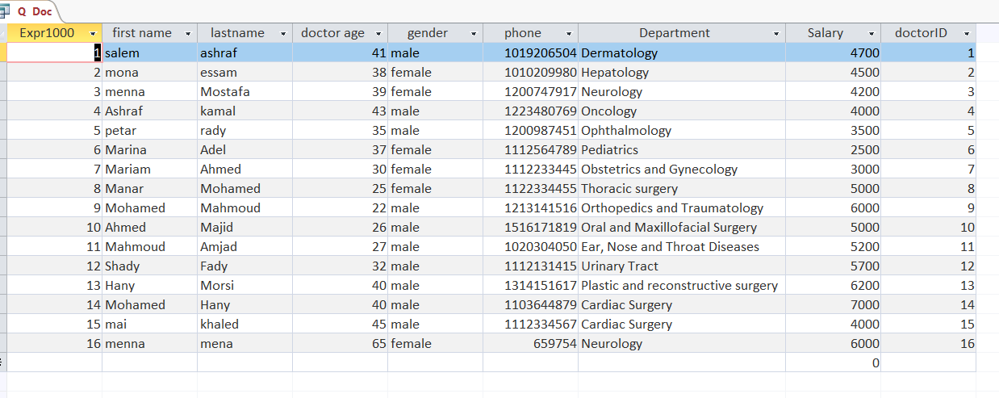 Q Doc
Expr1000 first name lastname doctor age gender phone Department Salary doctorID
1 salem ashraf 41 male 1019206504 Dermatology 4700 1
2 mona essam 38 female 1010209980 Hepatology 4500 2
3 menna Mostafa 39 female 1200747917 Neurology 4200 3
4 Ashraf kamal 43 male 1223480769 Oncology 4000 4
5 petar rady 35 male 1200987451 Ophthalmology 3500 5
6 Marina Adel 37 female 1112564789 Pediatrics 2500 6
7 Mariam Ahmed 30 female 1112233445 Obstetrics and Gynecology 3000 7
8 Manar Mohamed 25 female 1122334455 Thoracic surgery 5000 8
9 Mohamed Mahmoud 22 male 1213141516 Orthopedics and Traumatology 6000 9
10 Ahmed Majid 26 male 1516171819 Oral and Maxillofacial Surgery 5000 10
11 Mahmoud Amjad 27 male 1020304050 Ear, Nose and Throat Diseases 5200 11
12 Shady Fady 32 male 1112131415 Urinary Tract 5700 12
13 Hany Morsi 40 male 1314151617 Plastic and reconstructive surgery 6200 13
14 Mohamed Hany 40 male 1103644879 Cardiac Surgery 7000 14
15 mai khaled 45 male 1112334567 Cardiac Surgery 4000 15
16 menna mena 65 female 659754 Neurology 6000 16
0